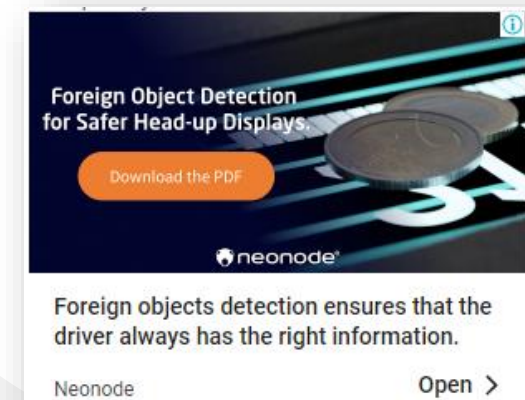 Foreign Object Detection
for Safer Head-up Displays.
Download the PDF
neonode®
Foreign objects detection ensures that the
driver always has the right information.
Neonode
Open >